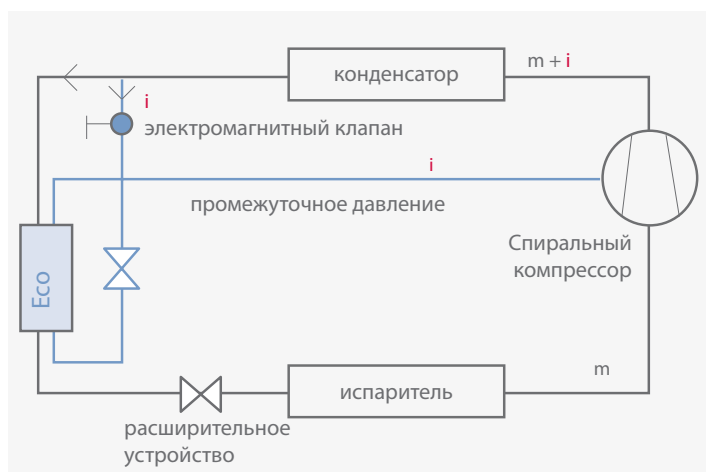 конденсатор
m + i
i
электромагнитный клапан
i
промежуточное давление
Спиральный
компрессор
Eco
m
испаритель
расширительное
устройство